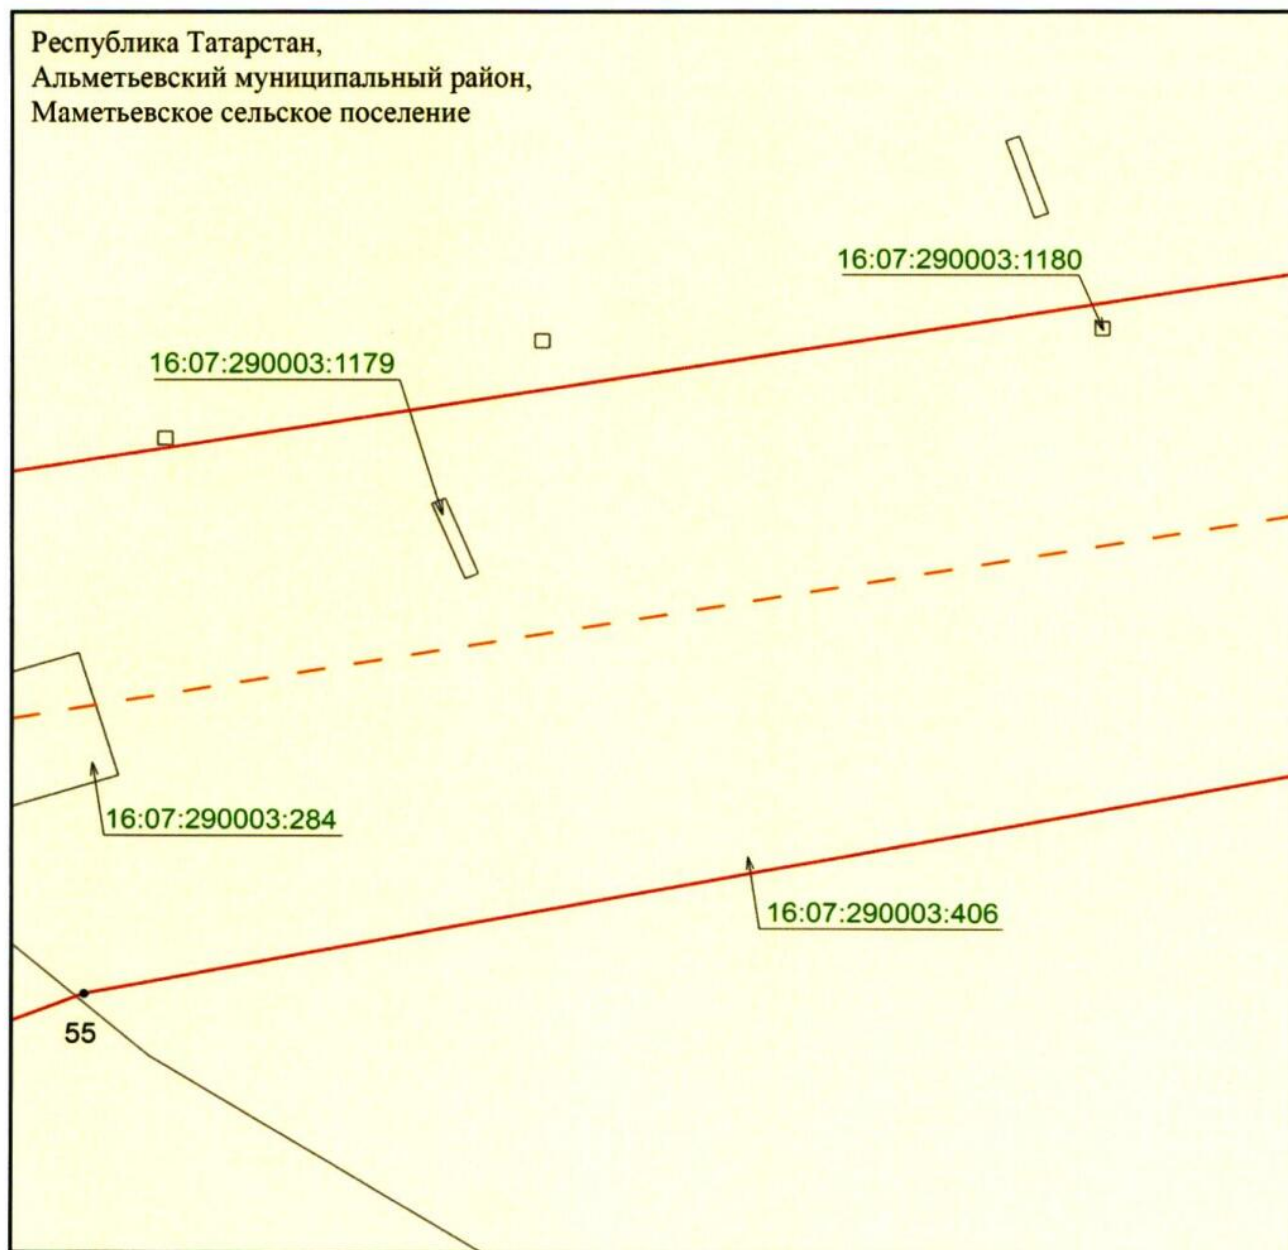 Республика Татарстан,
Альметьевский муниципальный район,
Маметьевское сельское поселение
16:07:290003:1180
16:07:290003:1179
16:07:290003:284
16:07:290003:406
55